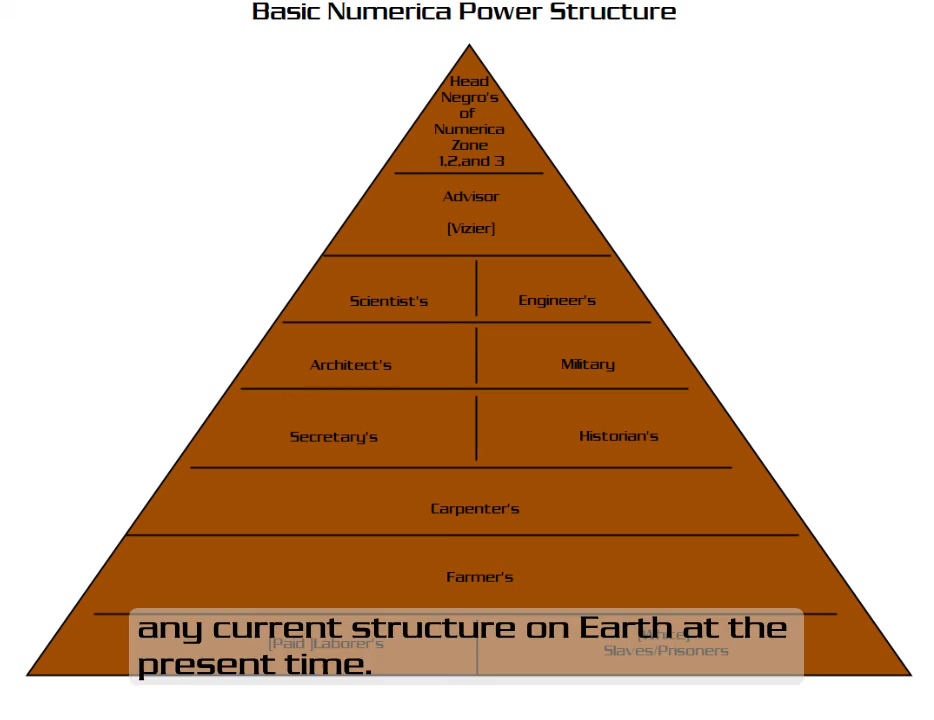 Basic Numerica Power Structure
Head
Negro's
of
Numerica
Zone
1,2,and 3
Advisor
[Vizier]
Scientist's
Engineer's
Architect's
Military
Secretary's
Historian's
Carpenter's
Farmer's
[Paid ]Laborer's
[White]
Slaves/Prisoners
any current structure on Earth at the
present time.